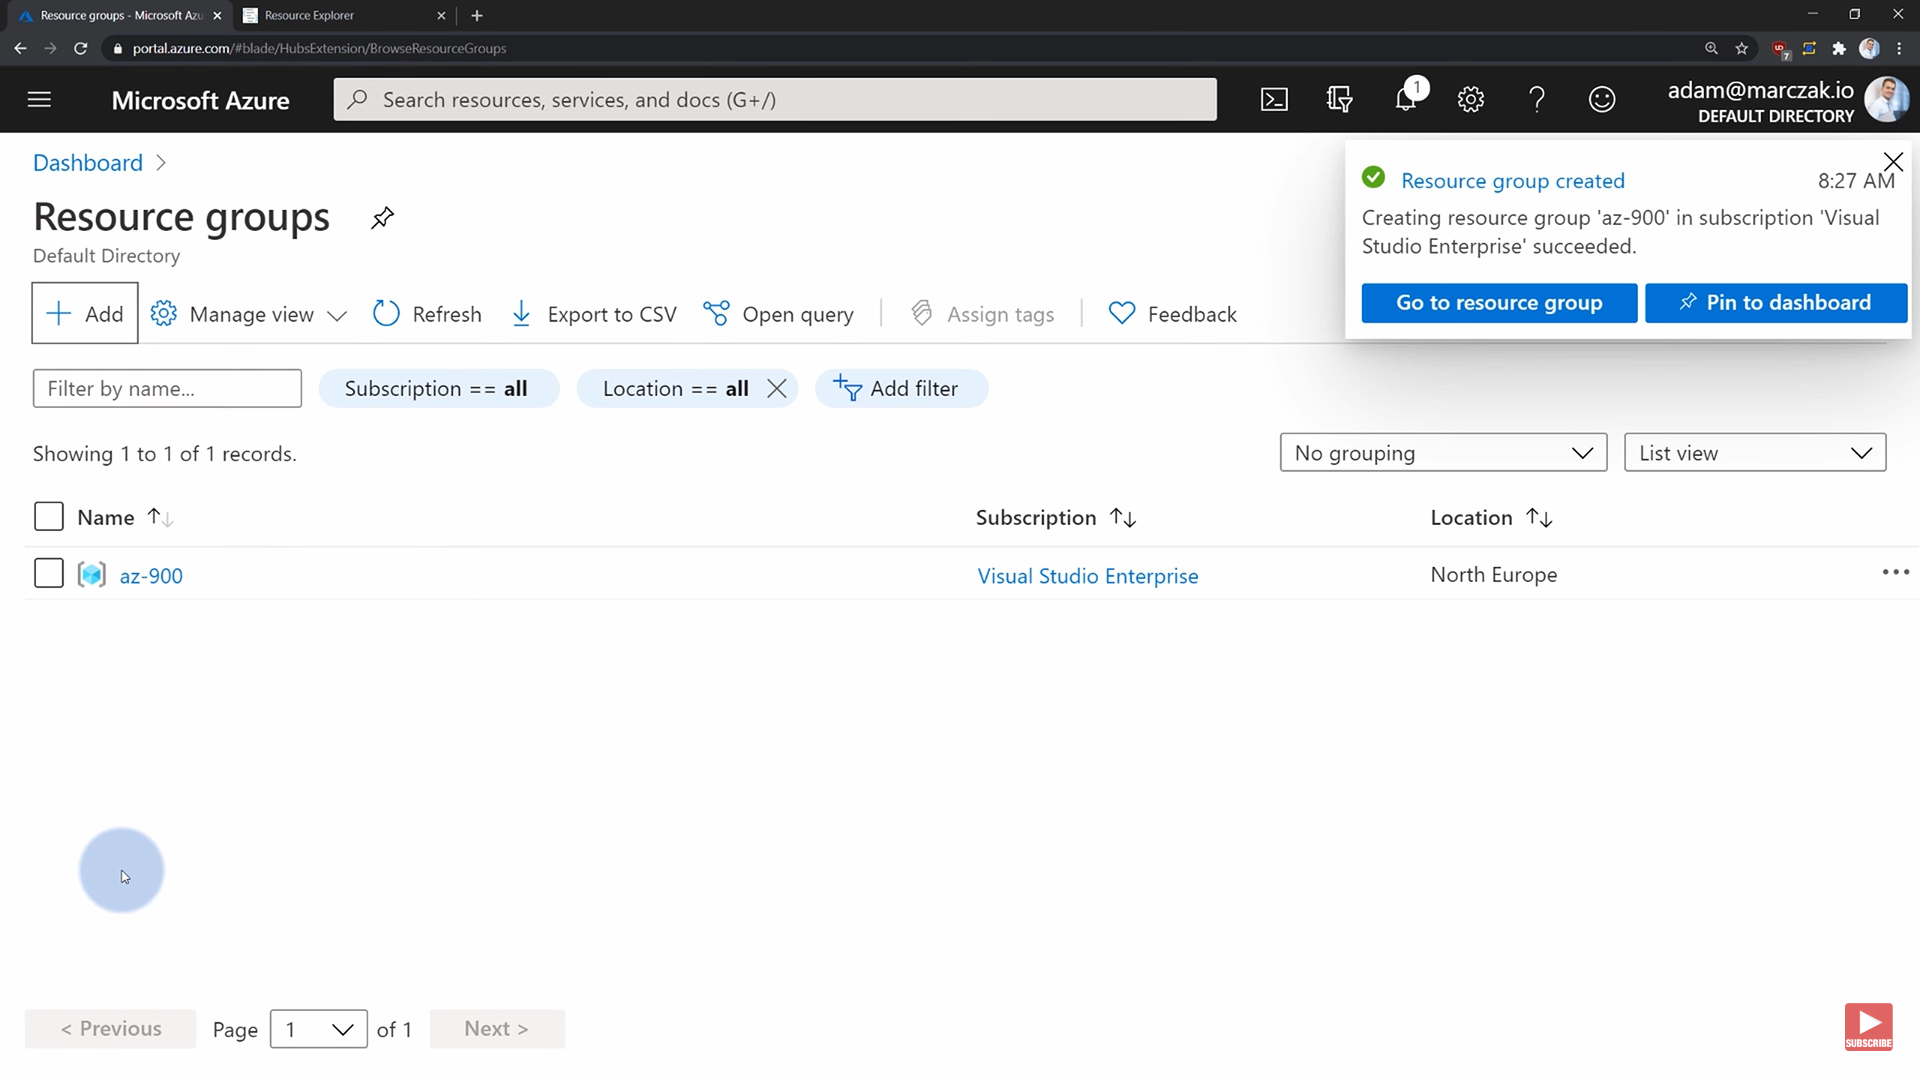 Resource groups - Microsoft Azu
Resource Explorer
portal.azure.com/#blade/HubsExtension/BrowseResourceGroups
7
Microsoft Azure
Search resources, services, and docs (G+/)
1
adam@marczak.io
DEFAULT DIRECTORY
Dashboard
Resource groups
Default Directory
Resource group created
8:27 AM
Creating resource group 'az-900' in subscription 'Visual
Studio Enterprise' succeeded.
Go to resource group
Pin to dashboard
Add
Manage view
Refresh
Export to CSV
Open query
Assign tags
Feedback
Filter by name...
Subscription == all
Location == all
Add filter
Showing 1 to 1 of 1 records.
No grouping
List view
Name
Subscription
Location
az-900
Visual Studio Enterprise
North Europe
< Previous
Page
1
of 1
Next >
SUBSCRIBE